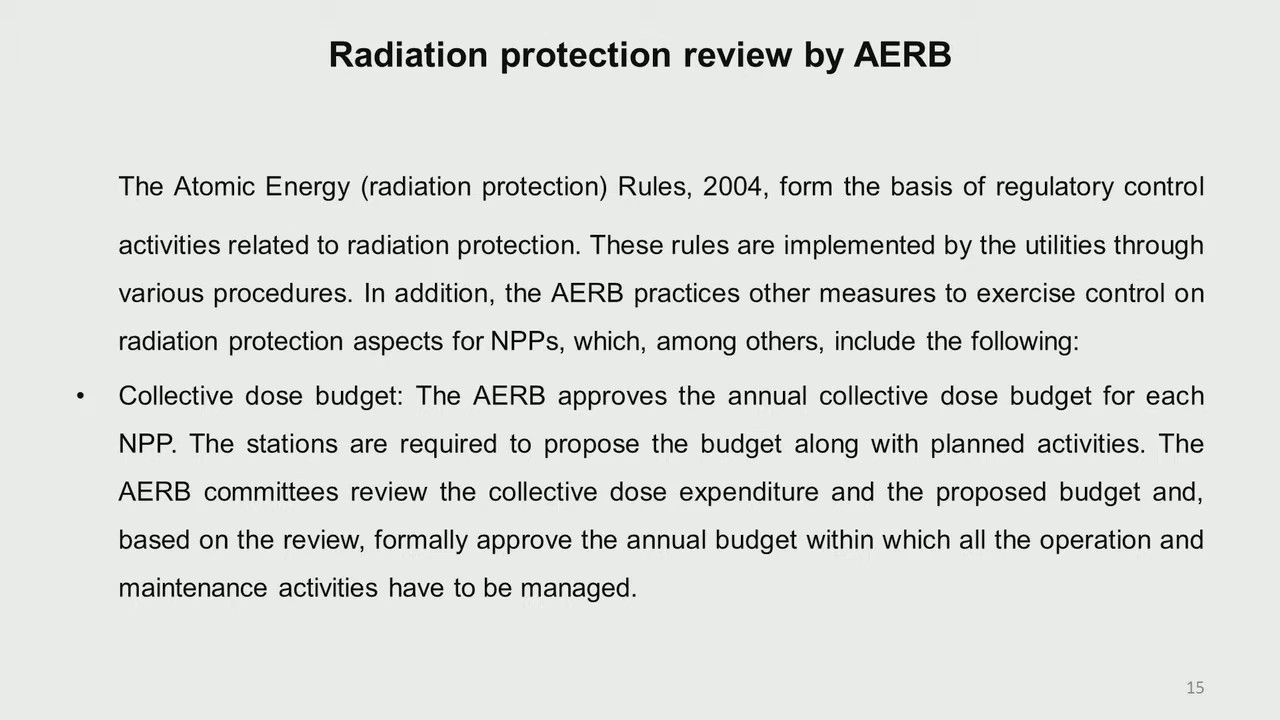 Radiation protection review by AERB
The Atomic Energy (radiation protection) Rules, 2004, form the basis of regulatory control
activities related to radiation protection. These rules are implemented by the utilities through
various procedures. In addition, the AERB practices other measures to exercise control on
radiation protection aspects for NPPs, which, among others, include the following:
• Collective dose budget: The AERB approves the annual collective dose budget for each
NPP. The stations are required to propose the budget along with planned activities. The
AERB committees review the collective dose expenditure and the proposed budget and,
based on the review, formally approve the annual budget within which all the operation and
maintenance activities have to be managed.
15